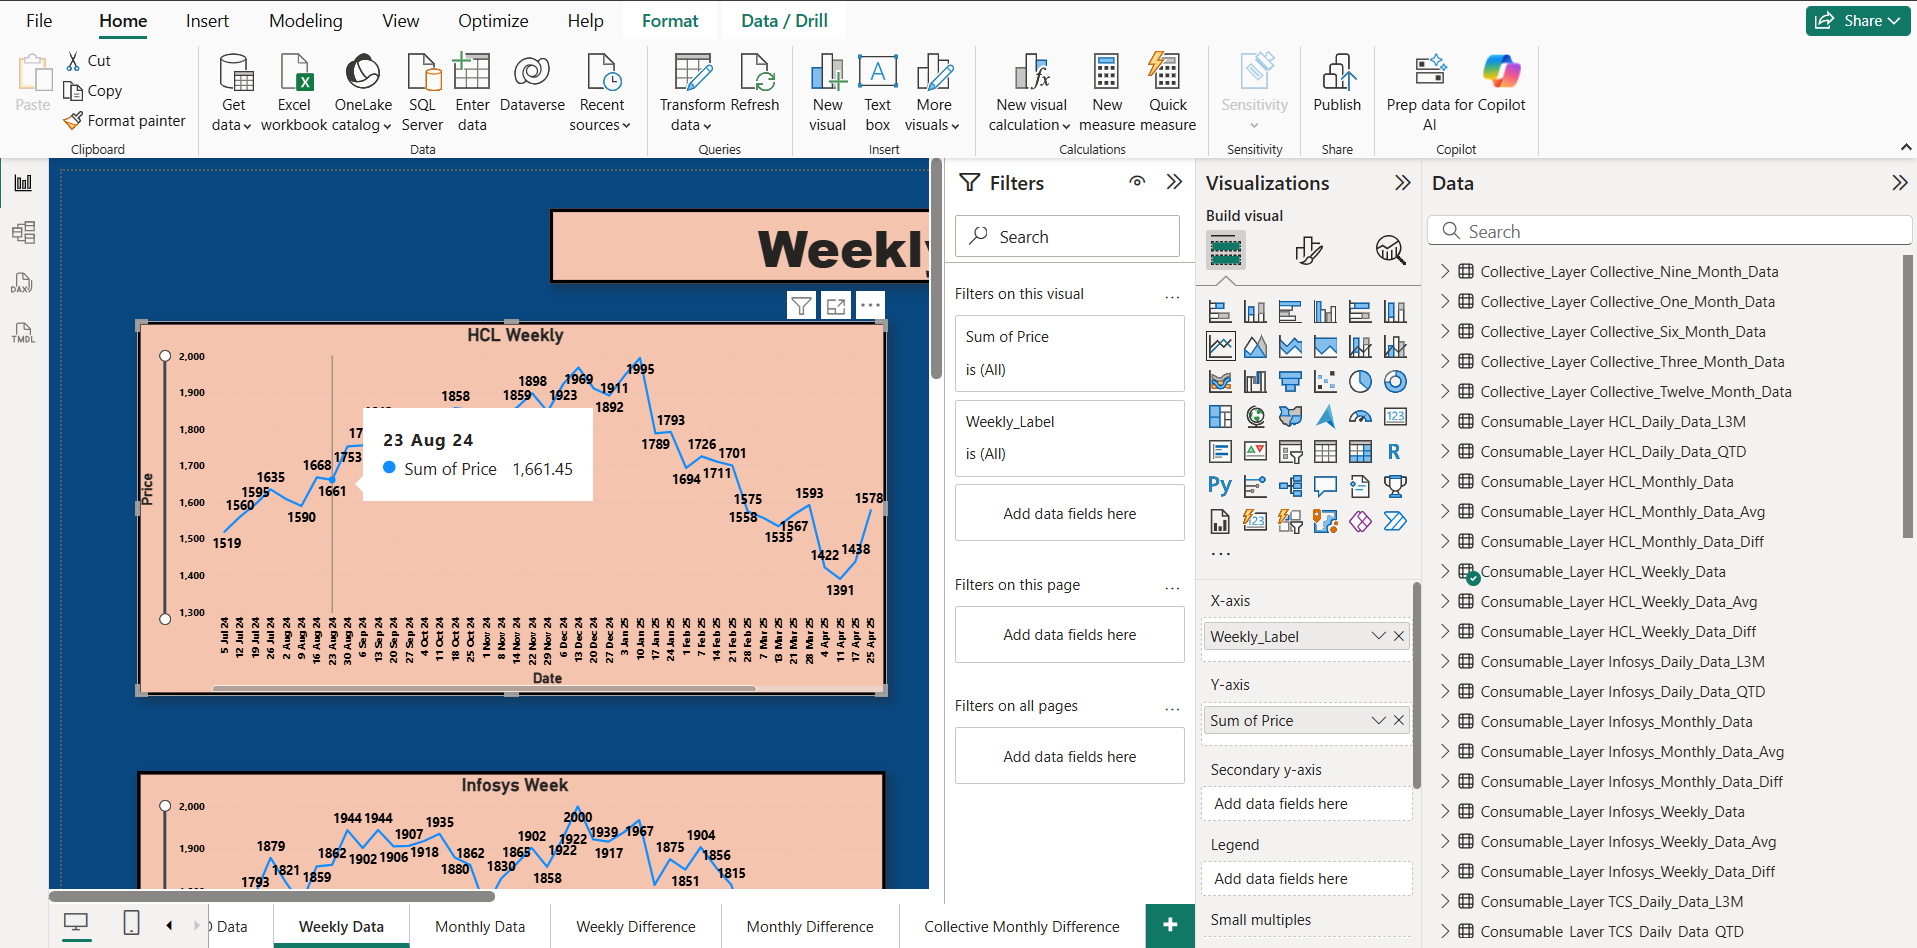 File Home Insert Modeling View Optimize Help Format Data / Drill Share
Paste
Cut
Copy
Format painter
Clipboard
Get data
Excel workbook
OneLake catalog
SQL Server
Enter data
Dataverse
Recent sources
Data
Transform data
Refresh
Queries
New visual
Text box
More visuals
Insert
New visual calculation
New measure
Quick measure
Calculations
Sensitivity
Sensitivity
Publish
Share
Prep data for AI
Copilot
Copilot
DAX
TMDL
Weekly
HCL Weekly
Price
2,000
1,900
1,800
1,700
1,600
1,500
1,400
1,300
1519
1560
1595
1635
1590
1668
1661
1753
1858
1859
1898
1923
1969
1892
1911
1995
1789
1793
1694
1726
1711
1701
1558
1575
1535
1567
1593
1422
1391
1438
1578
23 Aug 24
Sum of Price 1,661.45
5 Jul 24
12 Jul 24
19 Jul 24
26 Jul 24
2 Aug 24
9 Aug 24
16 Aug 24
23 Aug 24
30 Aug 24
6 Sep 24
13 Sep 24
20 Sep 24
27 Sep 24
4 Oct 24
11 Oct 24
18 Oct 24
25 Oct 24
1 Nov 24
8 Nov 24
14 Nov 24
22 Nov 24
29 Nov 24
6 Dec 24
13 Dec 24
20 Dec 24
27 Dec 24
3 Jan 25
10 Jan 25
17 Jan 25
24 Jan 25
1 Feb 25
7 Feb 25
14 Feb 25
21 Feb 25
28 Feb 25
7 Mar 25
13 Mar 25
21 Mar 25
28 Mar 25
4 Apr 25
11 Apr 25
17 Apr 25
25 Apr 25
Date
Infosys Week
2,000
1,900
1793
1879
1821
1859
1862
1944
1902
1944
1906
1907
1918
1935
1880
1862
1830
1865
1902
1858
1922
1922
2000
1939
1917
1967
1875
1851
1904
1856
1815
Filters
Search
Filters on this visual
Sum of Price
is (All)
Weekly_Label
is (All)
Add data fields here
Filters on this page
Add data fields here
Filters on all pages
Add data fields here
Visualizations
Build visual
123
R
Py
123
X-axis
Weekly_Label
Y-axis
Sum of Price
Secondary y-axis
Add data fields here
Legend
Add data fields here
Small multiples
Data
Search
Collective_Layer Collective_Nine_Month_Data
Collective_Layer Collective_One_Month_Data
Collective_Layer Collective_Six_Month_Data
Collective_Layer Collective_Three_Month_Data
Collective_Layer Collective_Twelve_Month_Data
Consumable_Layer HCL_Daily_Data_L3M
Consumable_Layer HCL_Daily_Data_QTD
Consumable_Layer HCL_Monthly_Data
Consumable_Layer HCL_Monthly_Data_Avg
Consumable_Layer HCL_Monthly_Data_Diff
Consumable_Layer HCL_Weekly_Data
Consumable_Layer HCL_Weekly_Data_Avg
Consumable_Layer HCL_Weekly_Data_Diff
Consumable_Layer Infosys_Daily_Data_L3M
Consumable_Layer Infosys_Daily_Data_QTD
Consumable_Layer Infosys_Monthly_Data
Consumable_Layer Infosys_Monthly_Data_Avg
Consumable_Layer Infosys_Monthly_Data_Diff
Consumable_Layer Infosys_Weekly_Data
Consumable_Layer Infosys_Weekly_Data_Avg
Consumable_Layer Infosys_Weekly_Data_Diff
Consumable_Layer TCS_Daily_Data_L3M
Consumable_Layer TCS_Daily_Data_QTD
Data Weekly Data Monthly Data Weekly Difference Monthly Difference Collective Monthly Difference